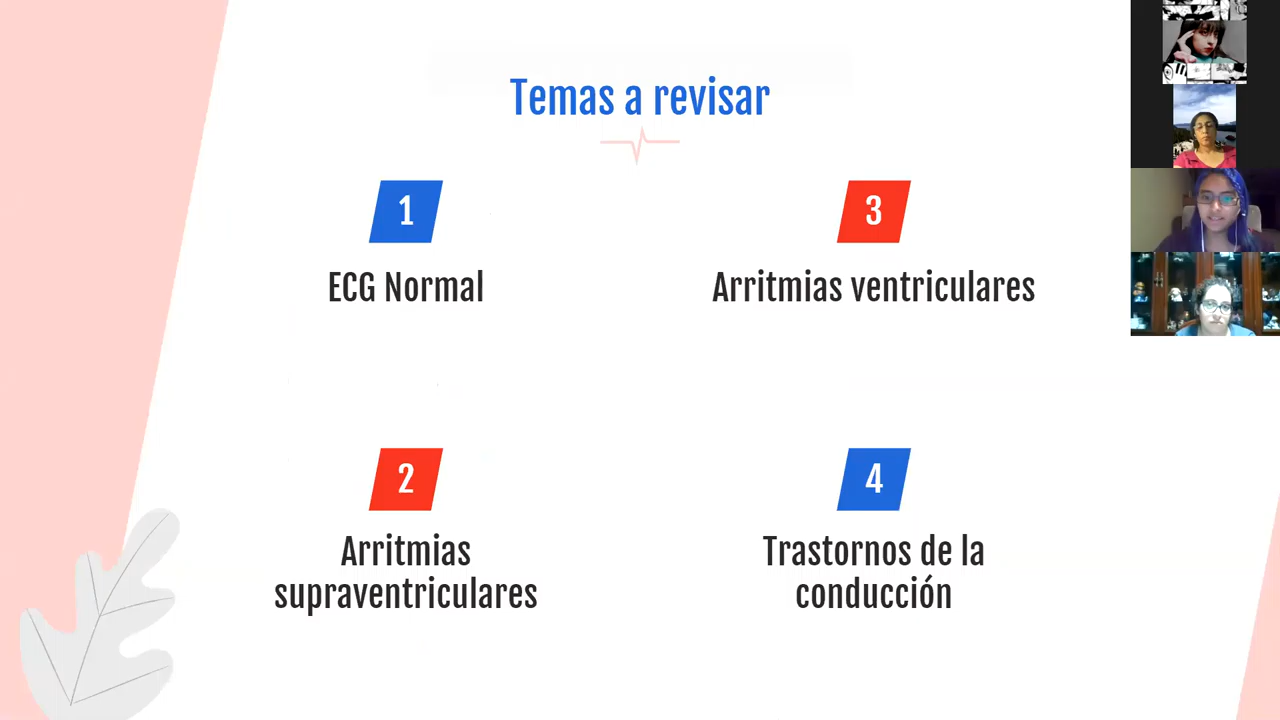 Temas a revisar
1
ECG Normal
2
Arritmias
supraventriculares
3
Arritmias ventriculares
4
Trastornos de la
conducción